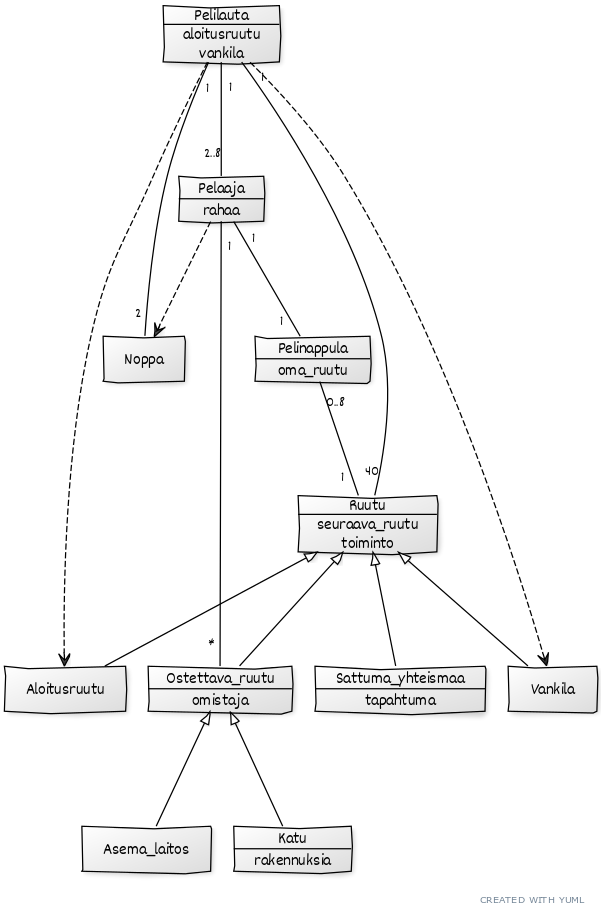 Pelilauta
aloitusruutu
vankila
1
1
1
2..8
Pelaaja
rahaa
1
1
2
1
Noppa
Pelinappula
oma_ruutu
0..8
1
40
Ruutu
seuraava_ruutu
toiminto
*
Aloitusruutu
Ostettava_ruutu
omistaja
Sattuma_yhteismaa
tapahtuma
Vankila
Asema_laitos
Katu
rakennuksia
CREATED WITH YUML